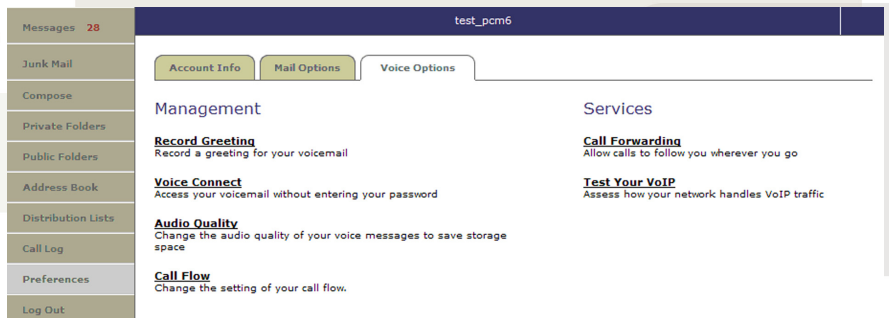 test_pcm6
Messages 28
Junk Mail
Compose
Private Folders
Public Folders
Address Book
Distribution Lists
Call Log
Preferences
Log Out
Account Info
Mail Options
Voice Options
Management
Record Greeting
Record a greeting for your voicemail
Voice Connect
Access your voicemail without entering your password
Audio Quality
Change the audio quality of your voice messages to save storage
space
Call Flow
Change the setting of your call flow.
Services
Call Forwarding
Allow calls to follow you wherever you go
Test Your VoIP
Assess how your network handles VoIP traffic